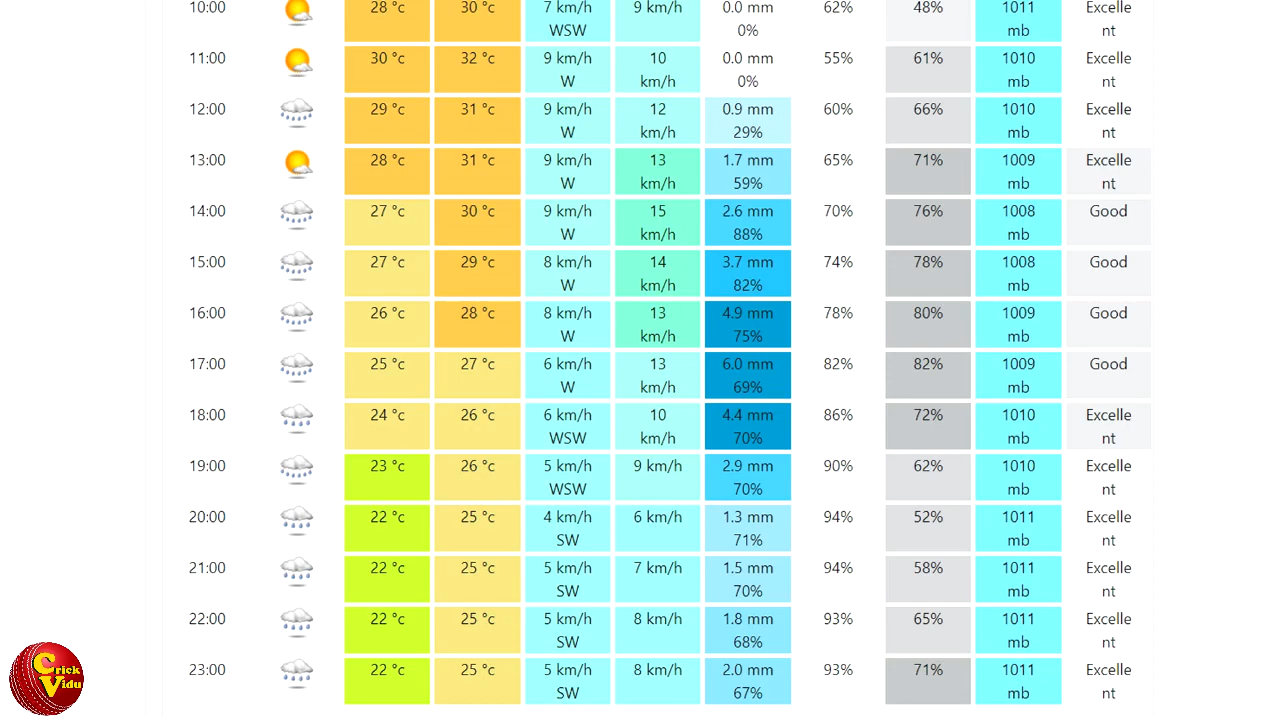 10:00 28 °c 30 °c 7 km/h 9 km/h 0.0 mm 62% 48% 1011 Excelle
WSW 0% mb nt
11:00 30 °c 32 °c 9 km/h 10 0.0 mm 55% 61% 1010 Excelle
W km/h 0% mb nt
12:00 29 °c 31 °c 9 km/h 12 0.9 mm 60% 66% 1010 Excelle
W km/h 29% mb nt
13:00 28 °c 31 °c 9 km/h 13 1.7 mm 65% 71% 1009 Excelle
W km/h 59% mb nt
14:00 27 °c 30 °c 9 km/h 15 2.6 mm 70% 76% 1008 Good
W km/h 88% mb
15:00 27 °c 29 °c 8 km/h 14 3.7 mm 74% 78% 1008 Good
W km/h 82% mb
16:00 26 °c 28 °c 8 km/h 13 4.9 mm 78% 80% 1009 Good
W km/h 75% mb
17:00 25 °c 27 °c 6 km/h 13 6.0 mm 82% 82% 1009 Good
W km/h 69% mb
18:00 24 °c 26 °c 6 km/h 10 4.4 mm 86% 72% 1010 Excelle
WSW km/h 70% mb nt
19:00 23 °c 26 °c 5 km/h 9 km/h 2.9 mm 90% 62% 1010 Excelle
WSW 70% mb nt
20:00 22 °c 25 °c 4 km/h 6 km/h 1.3 mm 94% 52% 1011 Excelle
SW 71% mb nt
21:00 22 °c 25 °c 5 km/h 7 km/h 1.5 mm 94% 58% 1011 Excelle
SW 70% mb nt
22:00 22 °c 25 °c 5 km/h 8 km/h 1.8 mm 93% 65% 1011 Excelle
SW 68% mb nt
23:00 22 °c 25 °c 5 km/h 8 km/h 2.0 mm 93% 71% 1011 Excelle
SW 67% mb nt
Crick
Vidu